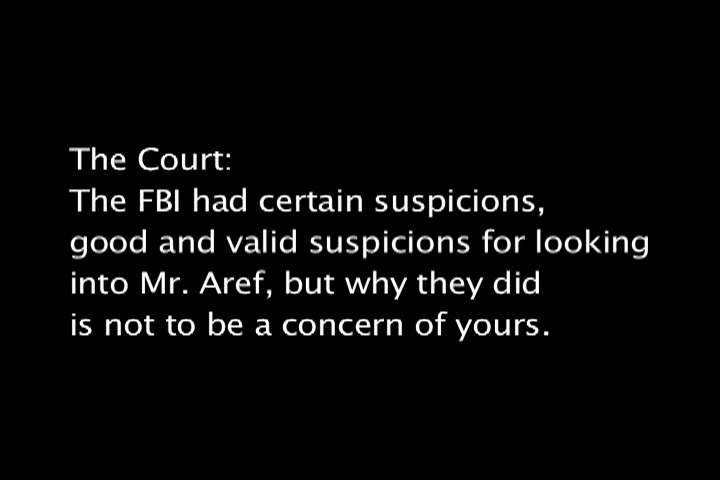 The Court:
The FBI had certain suspicions,
good and valid suspicions for looking
into Mr. Aref, but why they did
is not to be a concern of yours.